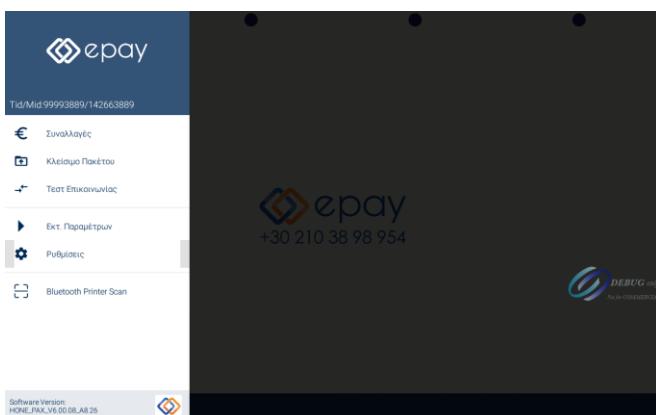 epay
Tid/Mid:99993889/142663889
Συναλλαγές
Κλείσιμο Πακέτου
Τεστ Επικοινωνίας
Εκτ. Παραμέτρων
Ρυθμίσεις
Bluetooth Printer Scan
Software Version:
HONE_PAX_V6.00.08_A8 26
epay
+30 210 38 98 954
DEBUG